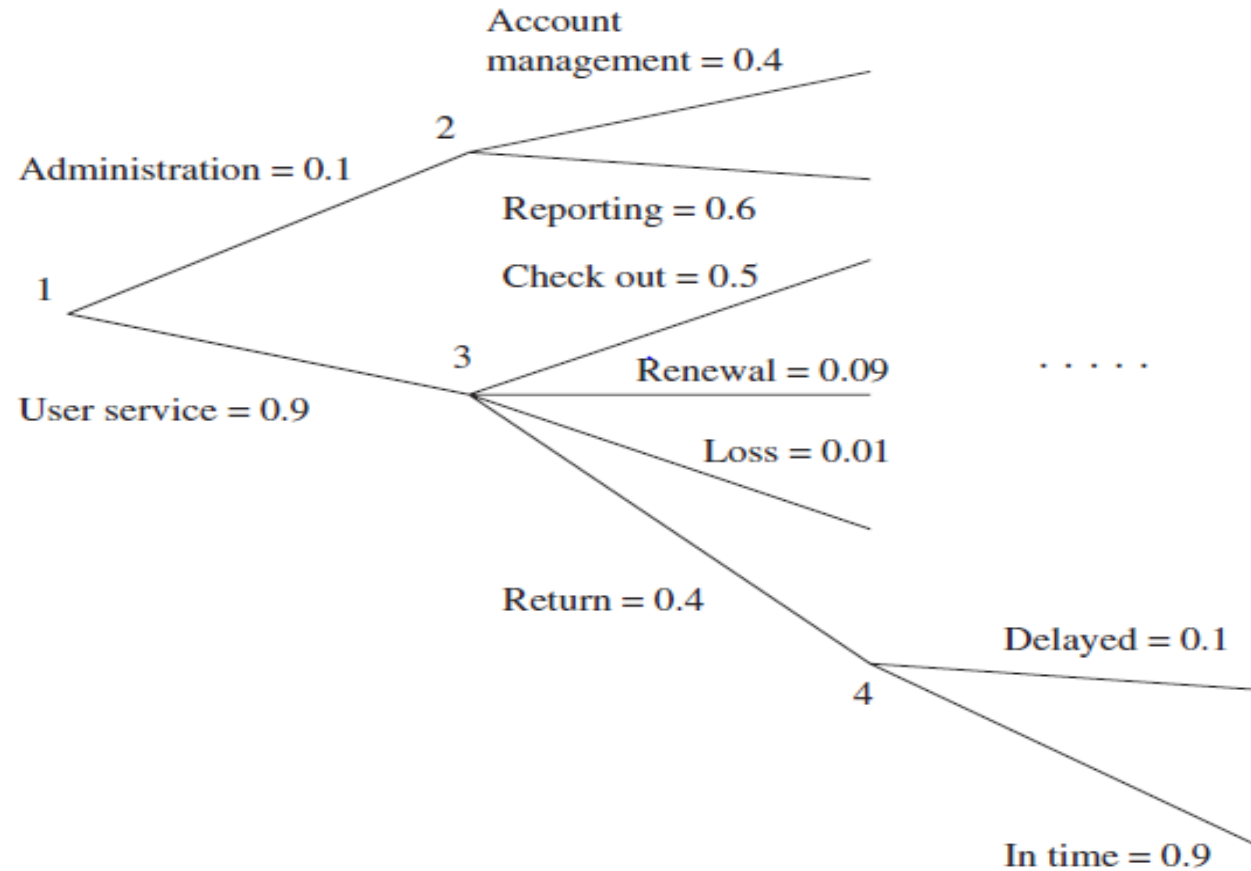 Account
management = 0.4
2
Administration = 0.1
Reporting = 0.6
Check out = 0.5
1
3
Renewal = 0.09
. . . . .
User service = 0.9
Loss = 0.01
Return = 0.4
Delayed = 0.1
4
In time = 0.9